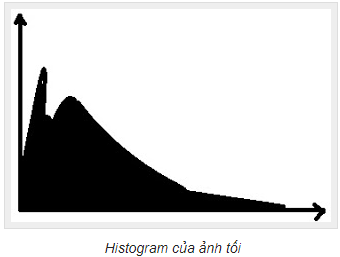 Histogram của ảnh tối